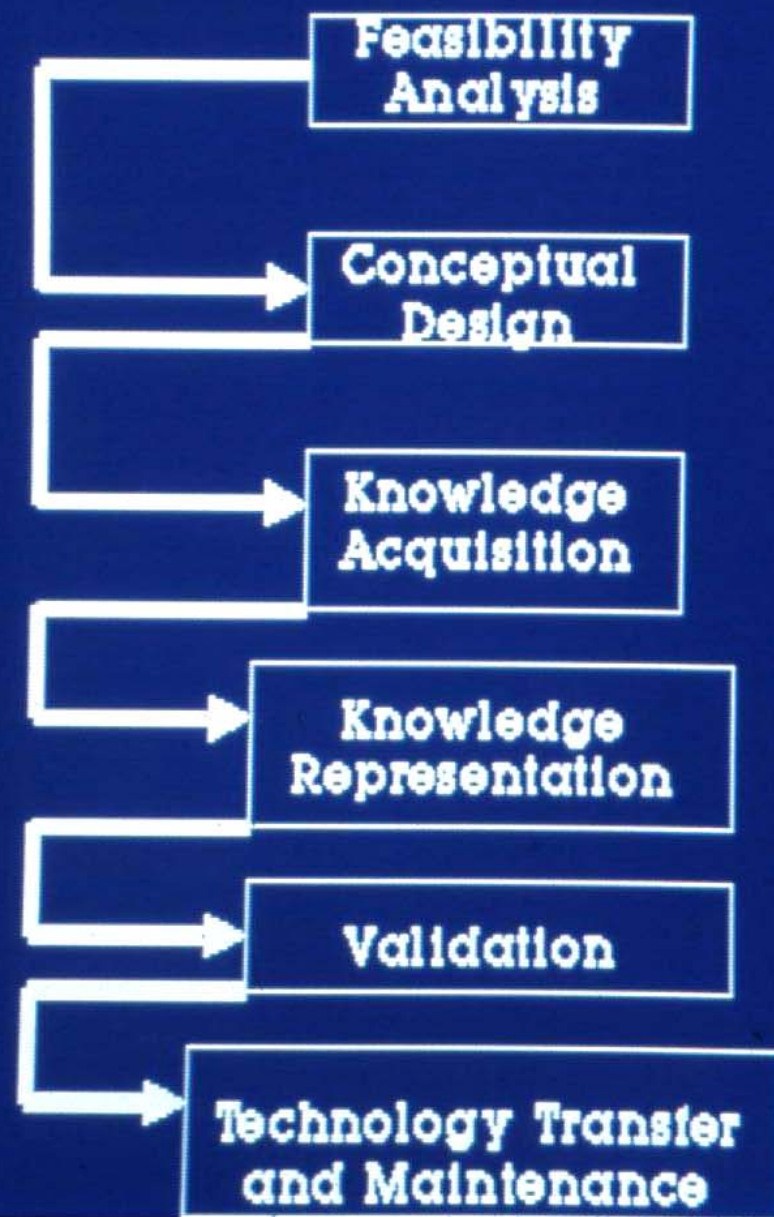 Feasibility
Analysis
Conceptual
Design
Knowledge
Acquisition
Knowledge
Representation
Validation
Technology Transfer
and Maintenance